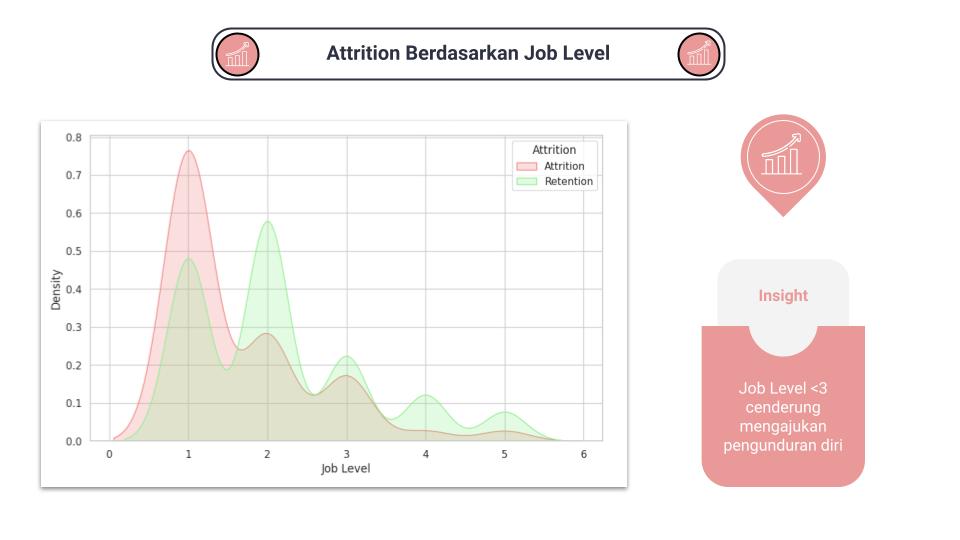 Attrition Berdasarkan Job Level
0.8
0.7
0.6
0.5
0.4
0.3
0.2
0.1
0.0
Density
0 1 2 3 4 5 6
Job Level
Attrition
Attrition
Retention
Insight
Job Level <3
cenderung
mengajukan
pengunduran diri